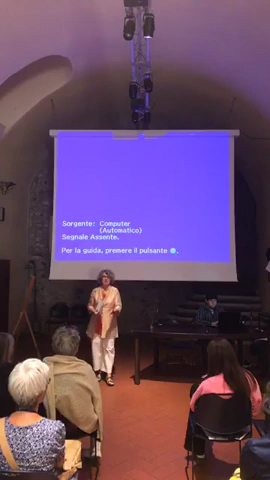 Sorgente: Computer
(Automatico)
Segnale Assente.
Per la guida, premere il pulsante ?.